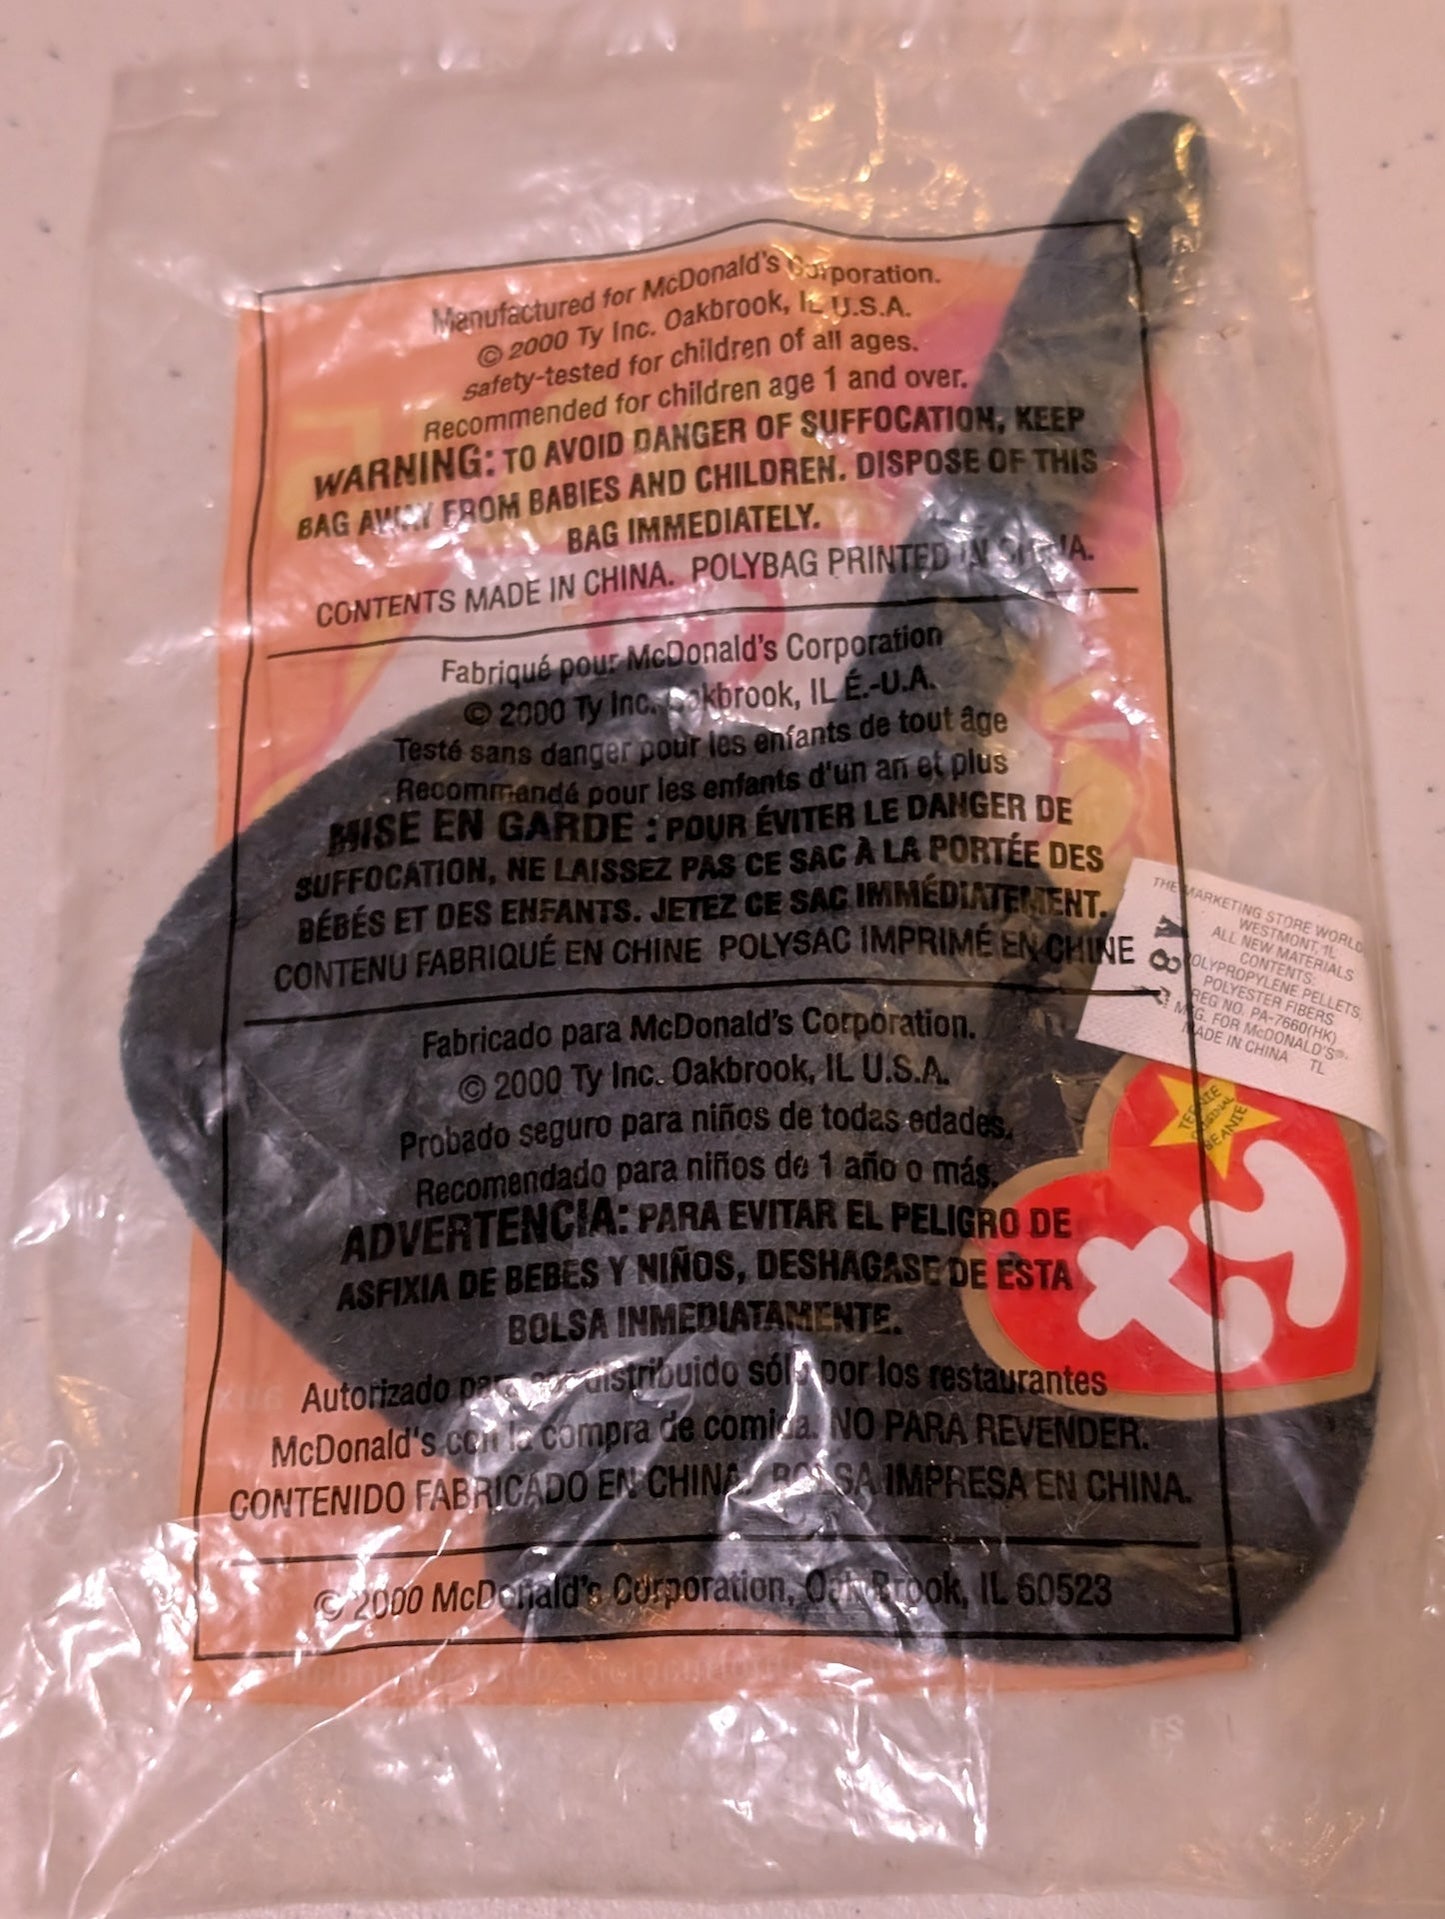 Manufactured for McDonald's Corporation.
© 2000 Ty Inc. Oakbrook, IL U.S.A.
safety-tested for children of all ages.
Recommended for children age 1 and over.
WARNING: TO AVOID DANGER OF SUFFOCATION, KEEP
BAG AWAY FROM BABIES AND CHILDREN. DISPOSE OF THIS
BAG IMMEDIATELY.
CONTENTS MADE IN CHINA. POLYBAG PRINTED IN CHINA.
Fabriqué pour McDonald's Corporation
© 2000 Ty Inc. Oakbrook, IL É.-U.A.
Testé sans danger pour les enfants de tout âge
Recommandé pour les enfants d'un an et plus
MISE EN GARDE : POUR ÉVITER LE DANGER DE
SUFFOCATION, NE LAISSEZ PAS CE SAC À LA PORTÉE DES
BÉBÉS ET DES ENFANTS. JETEZ CE SAC IMMÉDIATEMENT.
CONTENU FABRIQUÉ EN CHINE POLYSAC IMPRIMÉ EN CHINE
Fabricado para McDonald's Corporation.
© 2000 Ty Inc. Oakbrook, IL U.S.A.
Probado seguro para niños de todas edades.
Recomendado para niños de 1 año o más.
ADVERTENCIA: PARA EVITAR EL PELIGRO DE
ASFIXIA DE BEBES Y NIÑOS, DESHAGASE DE ESTA
BOLSA INMEDIATAMENTE.
Autorizado para ser distribuido sólo por los restaurantes
McDonald's con la compra de comida. NO PARA REVENDER.
CONTENIDO FABRICADO EN CHINA. BOLSA IMPRESA EN CHINA.
© 2000 McDonald's Corporation, Oak Brook, IL 60523
THE MARKETING STORE WORLD
WESTMONT, IL
ALL NEW MATERIALS
CONTENTS:
POLYPROPYLENE PELLETS,
POLYESTER FIBERS
REG NO. PA-7660(HK)
MFG. FOR McDONALD'S®.
MADE IN CHINA TL
TEENIE
ORIGINAL
BEANIE
ty